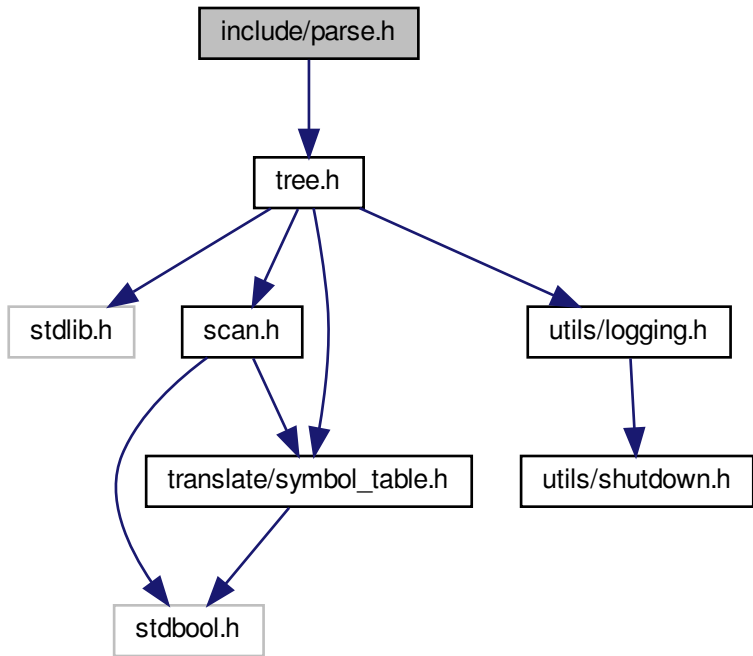 include/parse.h
tree.h
stdlib.h
scan.h
utils/logging.h
translate/symbol_table.h
utils/shutdown.h
stdbool.h